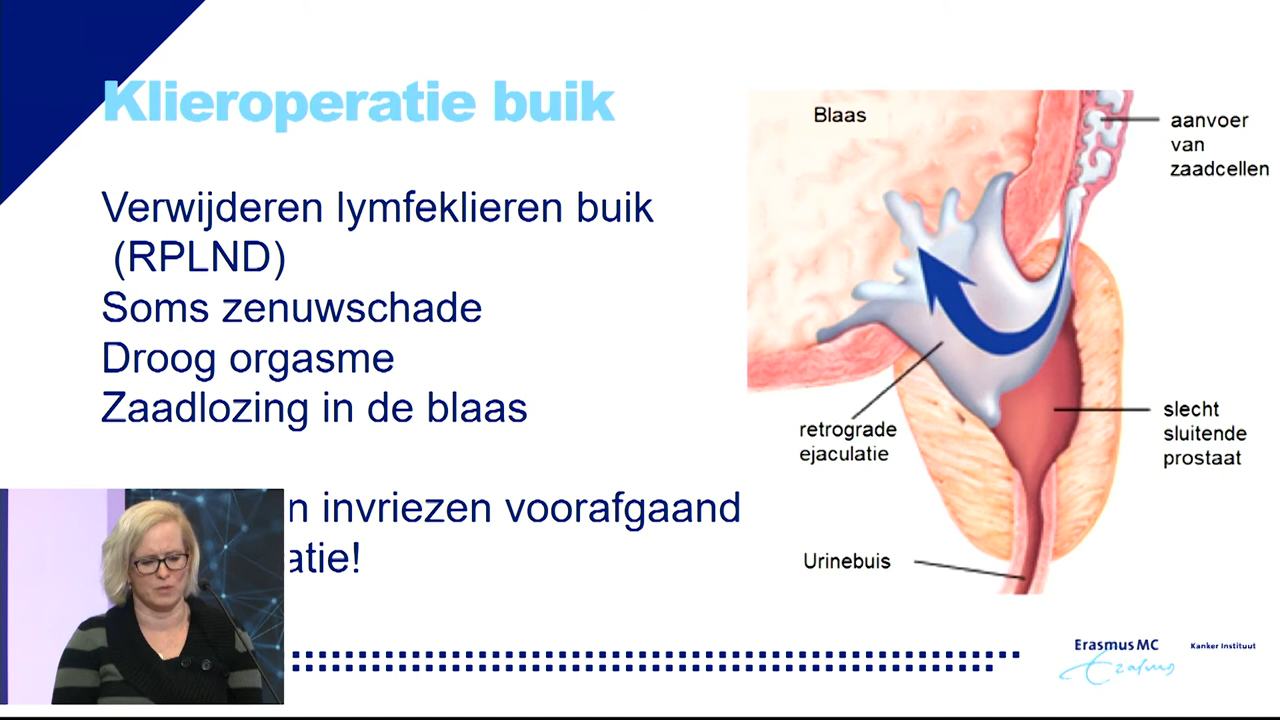 Klieroperatie buik
Verwijderen lymfeklieren buik
(RPLND)
Soms zenuwschade
Droog orgasme
Zaadlozing in de blaas
invriezen voorafgaand
Blaas
aanvoer
van
zaadcellen
retrograde
ejaculatie
slecht
sluitende
prostaat
Urinebuis
Erasmus MC
Kanker Instituut
Erasmus